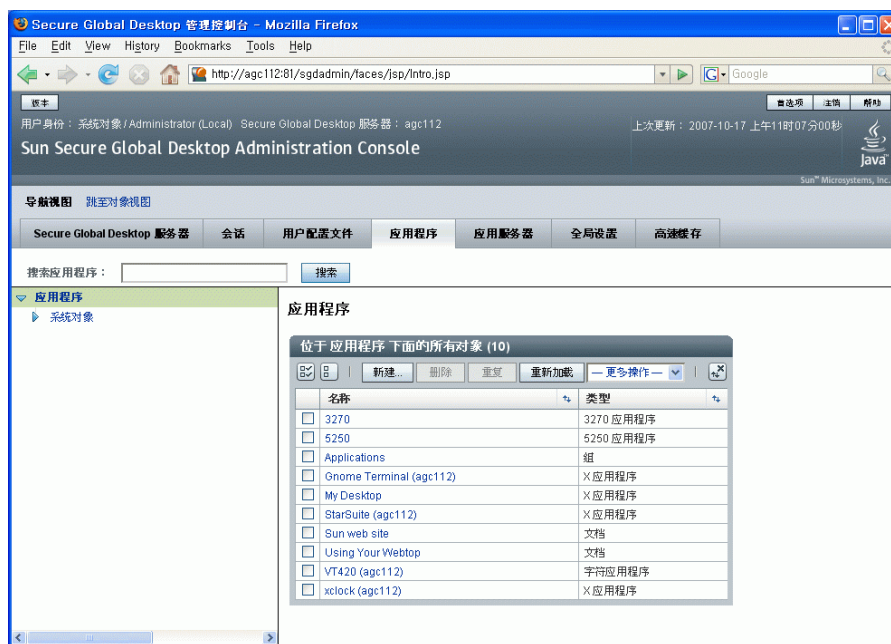 Secure Global Desktop 管理控制台 - Mozilla Firefox
File Edit View History Bookmarks Tools Help
http://agc112:81/sgdadmin/faces/jsp/Intro.jsp
G Google
版本 首选项 注销 帮助
用户身份： 系统对象/Administrator (Local) Secure Global Desktop 服务器： agc112 上次更新： 2007-10-17 上午11时07分00秒
Sun Secure Global Desktop Administration Console
Java
Sun™ Microsystems, Inc.
导航视图 跳至对象视图
Secure Global Desktop 服务器 会话 用户配置文件 应用程序 应用服务器 全局设置 高速缓存
搜索应用程序： 搜索
应用程序
系统对象
应用程序
位于 应用程序 下面的所有对象 (10)
新建... 删除 重复 重新加载 — 更多操作 —
名称 类型
3270 3270 应用程序
5250 5250 应用程序
Applications 组
Gnome Terminal (agc112) X 应用程序
My Desktop X 应用程序
StarSuite (agc112) X 应用程序
Sun web site 文档
Using Your Webtop 文档
VT420 (agc112) 字符应用程序
xclock (agc112) X 应用程序